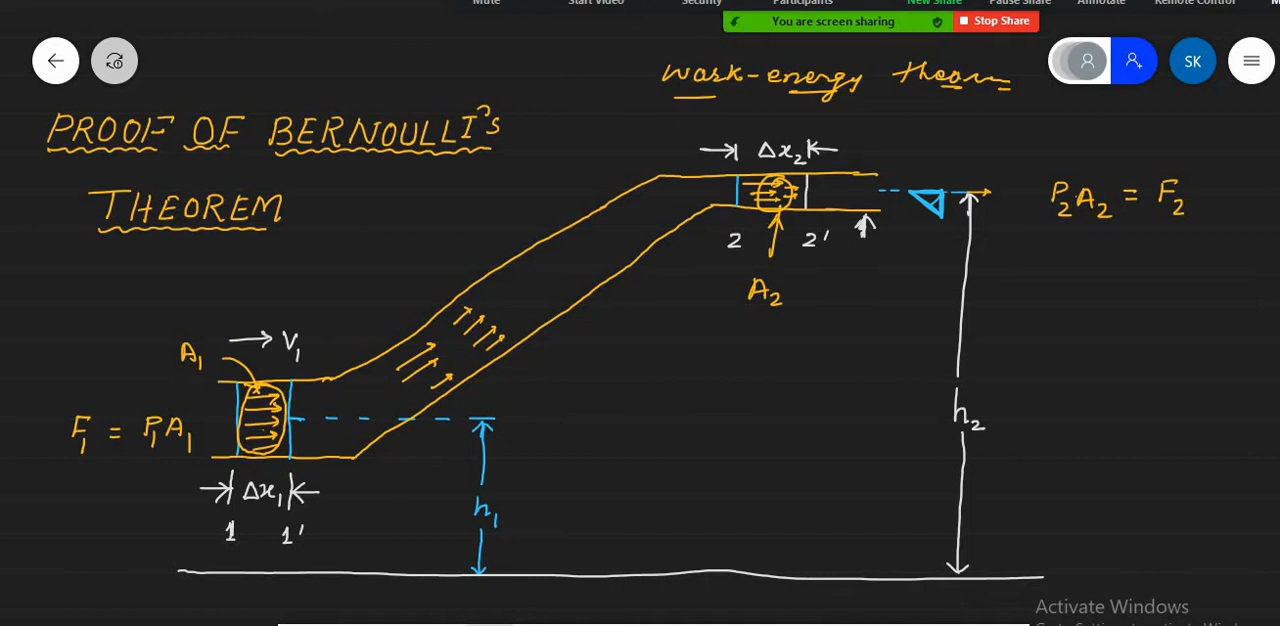 Mute Start Video Security Participants New Share Pause Share Annotate Remote Control
You are screen sharing Stop Share
SK
work-energy theorem
PROOF OF BERNOULLI'S
THEOREM
Δx₂
P₂A₂ = F₂
2 2'
A₂
V₁
A₁
F₁ = P₁A₁
h₂
Δx₁
h₁
1 1'
Activate Windows